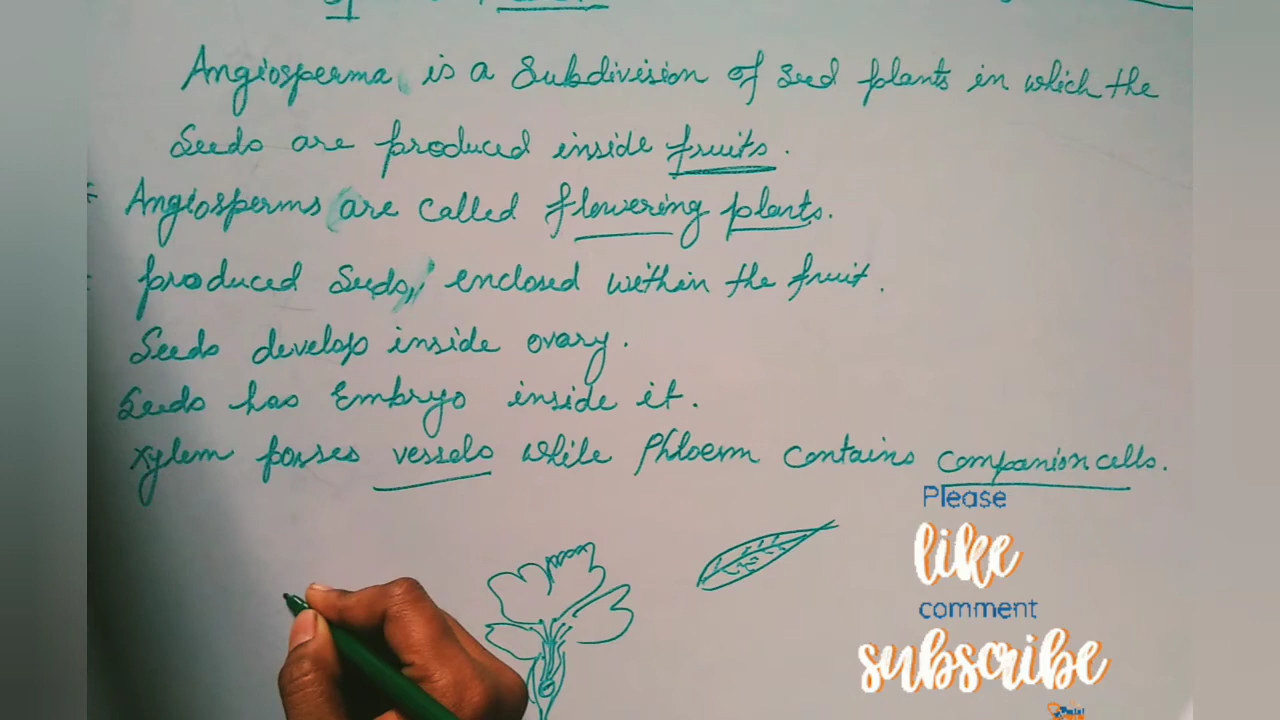 Angiosperma, is a Subdivision of seed plants in which the
Seeds are produced inside fruits.
Angiosperms are called flowering plants.
produced Seeds, enclosed within the fruit.
Seeds develop inside ovary.
Seeds has Embryo inside it.
Xylem posses vessels while Phloem contains companion cells.
Please
like
comment
subscribe